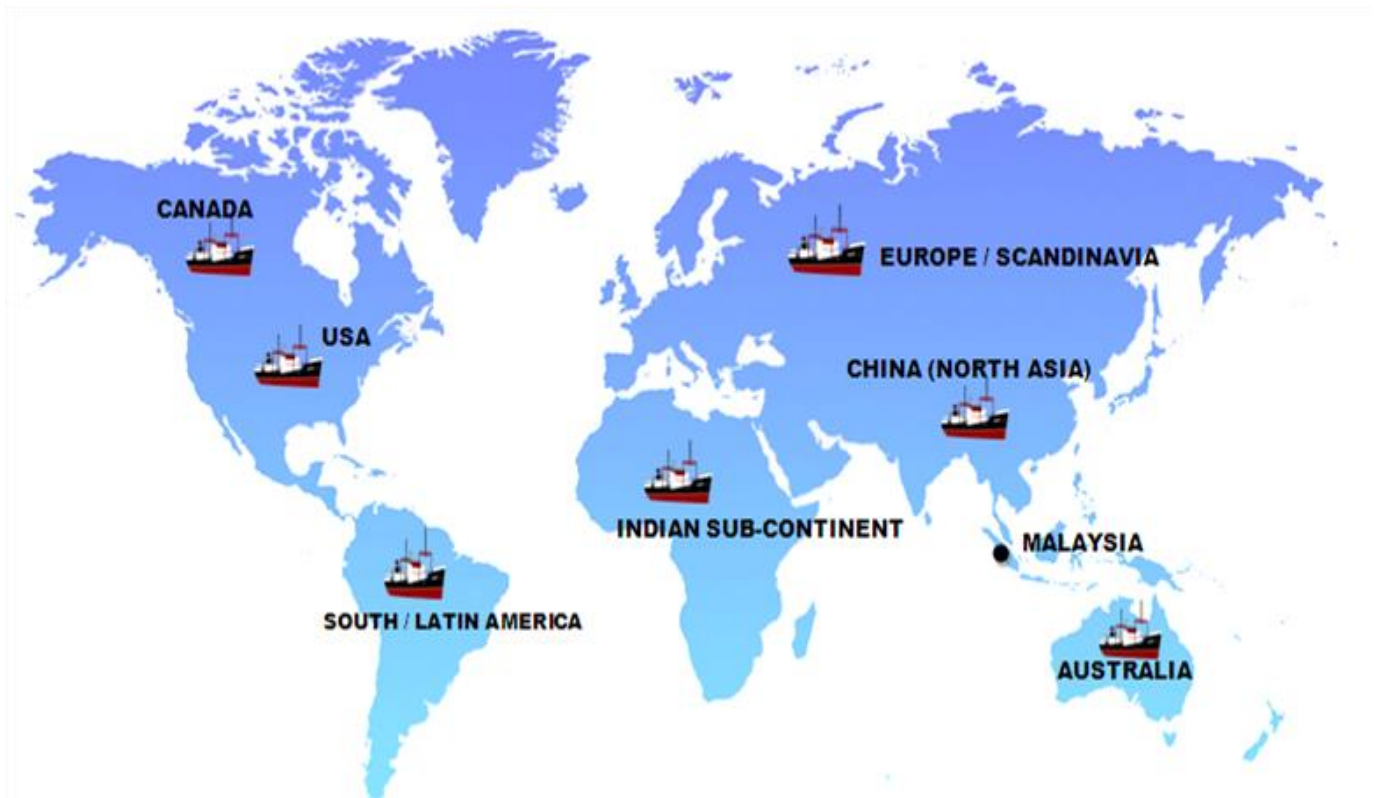 CANADA
EUROPE / SCANDINAVIA
USA
CHINA (NORTH ASIA)
INDIAN SUB-CONTINENT
MALAYSIA
SOUTH / LATIN AMERICA
AUSTRALIA